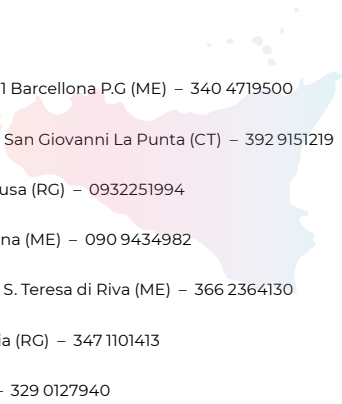 1 Barcellona P.G (ME) – 340 4719500
San Giovanni La Punta (CT) – 392 9151219
usa (RG) – 0932251994
na (ME) – 090 9434982
S. Teresa di Riva (ME) – 366 2364130
ia (RG) – 347 1101413
– 329 0127940